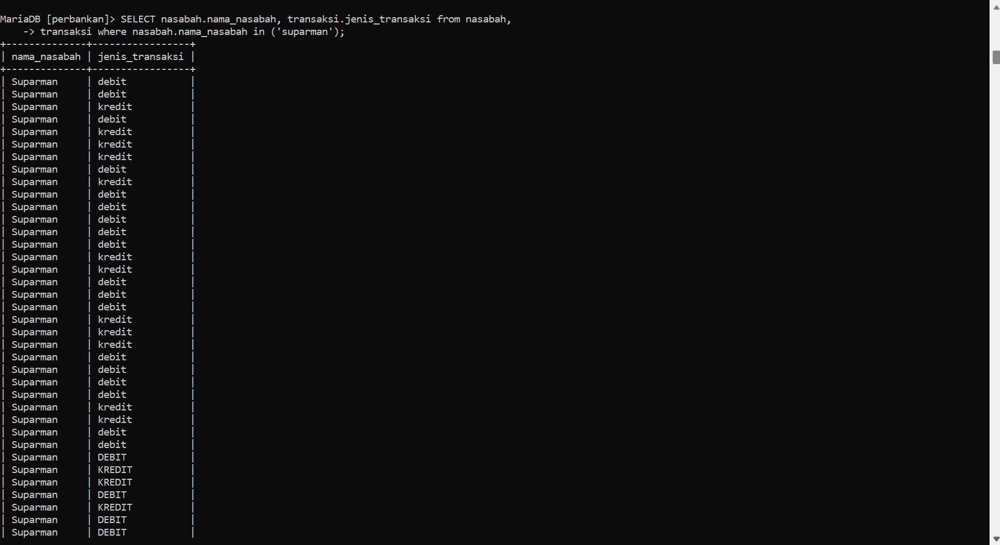 MariaDB [perbankan]> SELECT nasabah.nama_nasabah, transaksi.jenis_transaksi from nasabah,
    -> transaksi where nasabah.nama_nasabah in ('suparman');
+--------------+-----------------+
| nama_nasabah | jenis_transaksi |
+--------------+-----------------+
| Suparman     | debit           |
| Suparman     | debit           |
| Suparman     | kredit          |
| Suparman     | debit           |
| Suparman     | kredit          |
| Suparman     | kredit          |
| Suparman     | kredit          |
| Suparman     | debit           |
| Suparman     | kredit          |
| Suparman     | debit           |
| Suparman     | debit           |
| Suparman     | debit           |
| Suparman     | debit           |
| Suparman     | debit           |
| Suparman     | kredit          |
| Suparman     | kredit          |
| Suparman     | debit           |
| Suparman     | debit           |
| Suparman     | debit           |
| Suparman     | kredit          |
| Suparman     | kredit          |
| Suparman     | kredit          |
| Suparman     | debit           |
| Suparman     | debit           |
| Suparman     | debit           |
| Suparman     | debit           |
| Suparman     | kredit          |
| Suparman     | kredit          |
| Suparman     | debit           |
| Suparman     | debit           |
| Suparman     | DEBIT           |
| Suparman     | KREDIT          |
| Suparman     | KREDIT          |
| Suparman     | DEBIT           |
| Suparman     | KREDIT          |
| Suparman     | DEBIT           |
| Suparman     | DEBIT           |